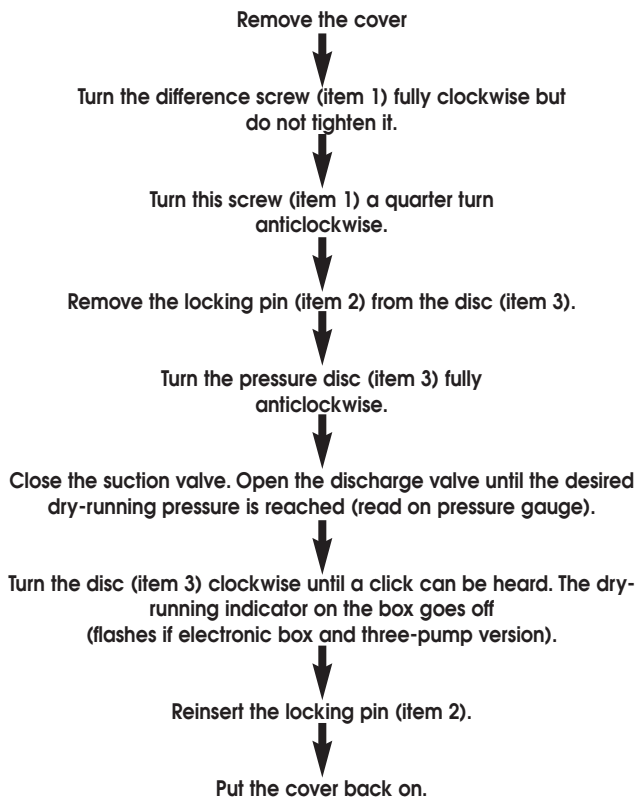 Remove the cover
Turn the difference screw (item 1) fully clockwise but
do not tighten it.
Turn this screw (item 1) a quarter turn
anticlockwise.
Remove the locking pin (item 2) from the disc (item 3).
Turn the pressure disc (item 3) fully
anticlockwise.
Close the suction valve. Open the discharge valve until the desired
dry-running pressure is reached (read on pressure gauge).
Turn the disc (item 3) clockwise until a click can be heard. The dry-
running indicator on the box goes off
(flashes if electronic box and three-pump version).
Reinsert the locking pin (item 2).
Put the cover back on.